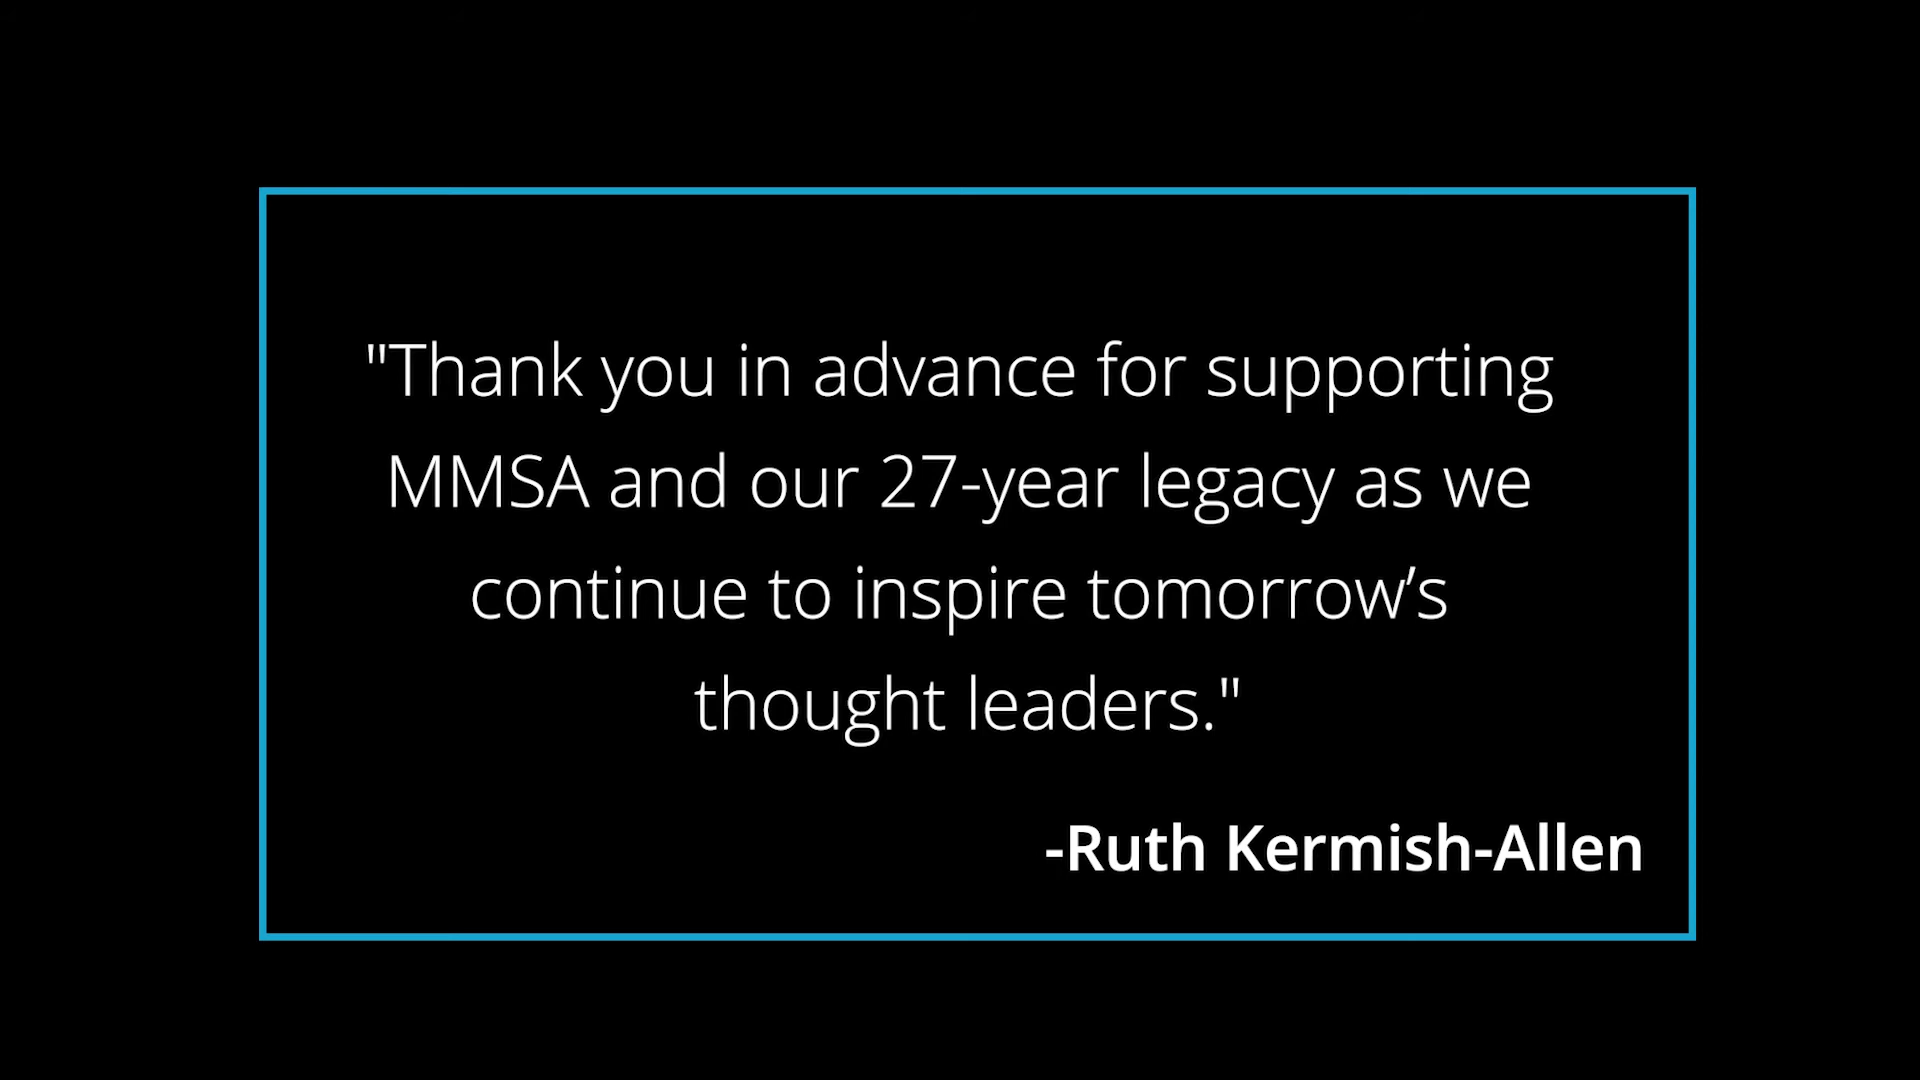 "Thank you in advance for supporting
MMSA and our 27-year legacy as we
continue to inspire tomorrow’s
thought leaders."
-Ruth Kermish-Allen